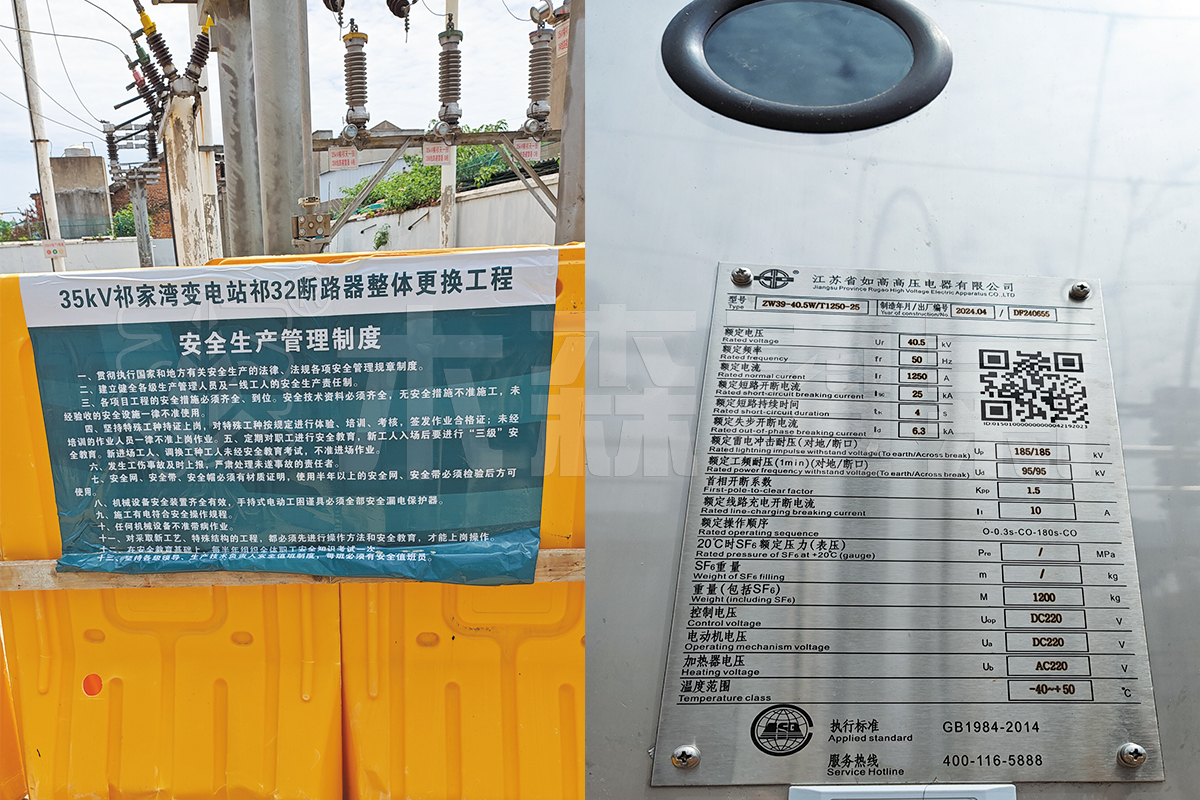 35kV祁家湾变电站祁32断路器整体更换工程
安全生产管理制度
一、贯彻执行国家和地方有关安全生产的法律、法规各项安全管理规章制度。
二、建立健全各级生产管理人员及一线工人的安全生产责任制。
三、各项目工程的安全措施必须齐全、到位。安全技术资料必须齐全，无安全措施不准施工，未
经验收的安全设施一律不准使用。
四、坚持特殊工种持证上岗，对特殊工种按规定进行体验、培训、考核，签发作业合格证；未经
培训的作业人员一律不准上岗作业。五、定期对职工进行安全教育，新工人入场后要进行“三级”安
全教育。新进场工人、调换工种工人未经安全教育考试，不准进场作业。
六、发生工伤事故及时上报，严肃处理未遂事故的责任者。
七、安全网、安全带、安全帽必须有材质证明，使用半年以上的安全网、安全带必须检验后方可
使用。
八、机械设备安全装置齐全有效，手持式电动工困道具必须全部安全漏电保护器。
九、施工有电符合安全操作规程。
十、任何机械设备不准带病作业。
十一、对采取新工艺、特殊结构的工程，都必须先进行操作方法和安全教育，才能上岗操作。
十二、在安全教育基础上，每半年组织全体职工安全知识考试一次
江苏省如高高压电器有限公司
Jiangsu Province Rugao High Voltage Electric Apparatus CO.,LTD
型号 Type ZW39-40.5W/T1250-25 制造年月/出厂编号 Year of construction/No 2024.04 / DP240655
额定电压 Ur 40.5 kV
Rated voltage
额定频率 fr 50 Hz
Rated frequency
额定电流 Ir 1250 A
Rated normal current
额定短路开断电流 Isc 25 kA
Rated short-circuit breaking current
额定短路持续时间 4 s
Rated short-circuit duration
额定失步开断电流 Id 6.3 kA
Rated out-of-phase breaking current
额定雷电冲击耐压(对地/断口) Up 185/185 kV
Rated lightning impulse withstand voltage(To earth/Across break)
额定工频耐压(1min)(对地/断口) Ud 95/95 kV
Rated power frequency withstand voltage(To earth/Across break)
首相开断系数 Kpp 1.5
First-pole-to-clear factor
额定线路充电开断电流 I1 10 A
Rated line-charging breaking current
额定操作顺序 O-0.3s-CO-180s-CO
Rated operating sequence
20℃时SF6额定压力(表压) Pre / MPa
Rated pressure of SF6 at +20℃(gauge)
SF6重量 m / kg
Weight of SF6 filling
重量(包括SF6) M 1200 kg
Weight (including SF6)
控制电压 Uop DC220 V
Control voltage
电动机电压 Ua DC220 V
Operating mechanism voltage
加热器电压 Ub AC220 V
Heating voltage
温度范围 -40~+50 ℃
Temperature class
执行标准 GB1984-2014
Applied standard
服务热线 400-116-5888
Service Hotline